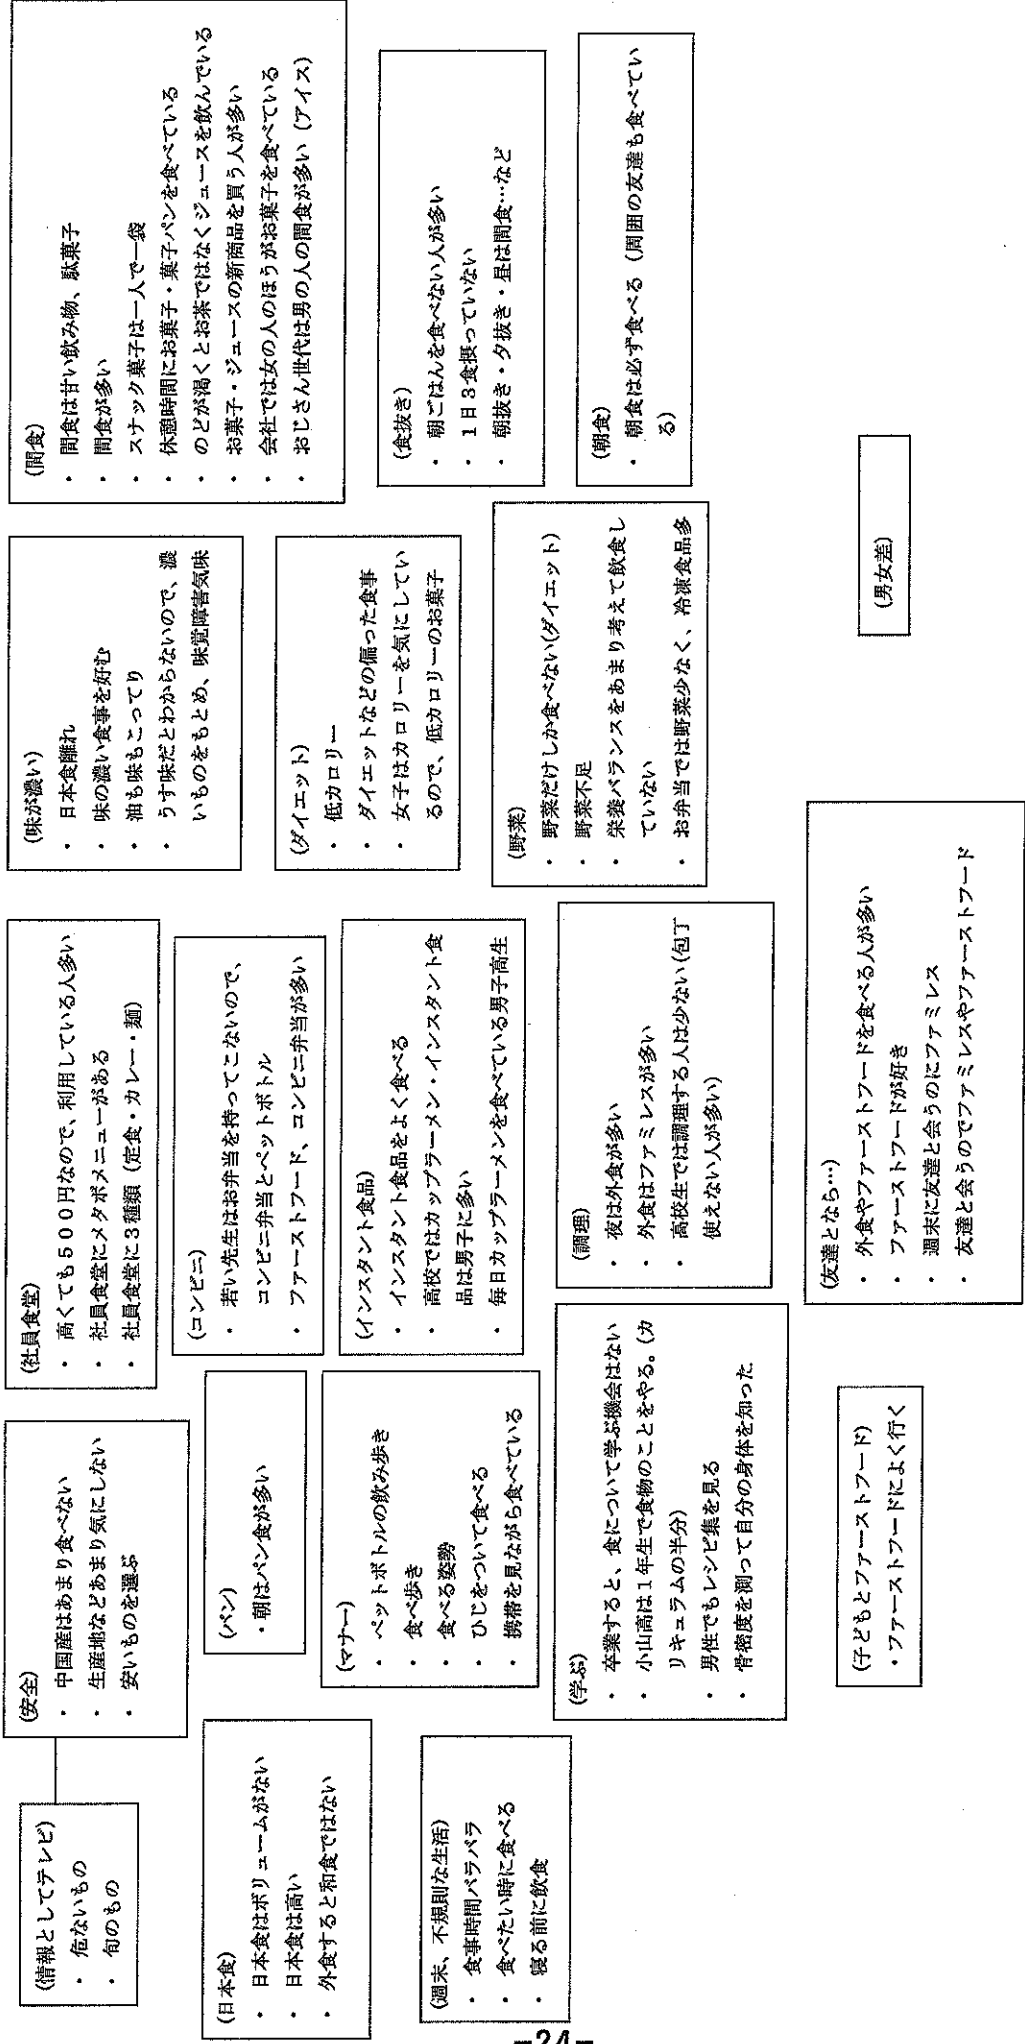 (情報としてテレビ)
・ 危ないもの
・ 旬のもの
(安全)
・ 中国産はあまり食べない
・ 生産地などあまり気にしない
・ 安いものを選ぶ
(社員食堂)
・ 高くても500円なので、利用している人多い
・ 社員食堂にメタボメニューがある
・ 社員食堂に3種類(定食・カレー・麺)
(味が濃い)
・ 日本食離れ
・ 味の濃い食事を好む
・ 油も味もこってり
・ うす味だとわからないので、濃
いものをもとめ、味覚障害気味
(間食)
・ 間食は甘い飲み物、駄菓子
・ 間食が多い
・ スナック菓子は一人で一袋
・ 休憩時間にお菓子・菓子パンを食べている
・ のどが渇くとお茶ではなくジュースを飲んでいる
・ お菓子・ジュースの新商品を買う人が多い
・ 会社では女の人のほうがお菓子を食べている
・ おじさん世代は男の人の間食が多い(アイス)
(日本食)
・ 日本食はボリュームがない
・ 日本食は高い
・ 外食すると和食ではない
(パン)
・朝はパン食が多い
(コンビニ)
・ 若い先生はお弁当を持ってこないので、
コンビニ弁当とペットボトル
・ ファーストフード、コンビニ弁当が多い
(ダイエット)
・ 低カロリー
・ ダイエットなどの偏った食事
・ 女子はカロリーを気にしてい
るので、低カロリーのお菓子
(食抜き)
・ 朝ごはんを食べない人が多い
・ 1日3食摂っていない
・ 朝抜き・夕抜き・昼は間食…など
(マナー)
・ ペットボトルの飲み歩き
・ 食べ歩き
・ 食べる姿勢
・ ひじをついて食べる
・ 携帯を見ながら食べている
(インスタント食品)
・ インスタント食品をよく食べる
・ 高校ではカップラーメン・インスタント食
品は男子に多い
・ 毎日カップラーメンを食べている男子高生
(週末、不規則な生活)
・ 食事時間バラバラ
・ 食べたい時に食べる
・ 寝る前に飲食
(野菜)
・ 野菜だけしか食べない(ダイエット)
・ 野菜不足
・ 栄養バランスをあまり考えて飲食し
ていない
・ お弁当では野菜少なく、冷凍食品多
(朝食)
・ 朝食は必ず食べる(周囲の友達も食べてい
る)
(学ぶ)
・ 卒業すると、食について学ぶ機会はない
・ 小山高は1年生で食物のことをやる。(カ
リキュラムの半分)
・ 男性でもレシピ集を見る
・ 骨密度を測って自分の身体を知った
(調理)
・ 夜は外食が多い
・ 外食はファミレスが多い
・ 高校生では調理する人は少ない(包丁
使えない人が多い)
(子どもとファーストフード)
・ファーストフードによく行く
(友達となら…)
・ 外食やファーストフードを食べる人が多い
・ ファーストフードが好き
・ 週末に友達と会うのにファミレス
・ 友達と会うのでファミレスやファーストフード
(男女差)
-24-